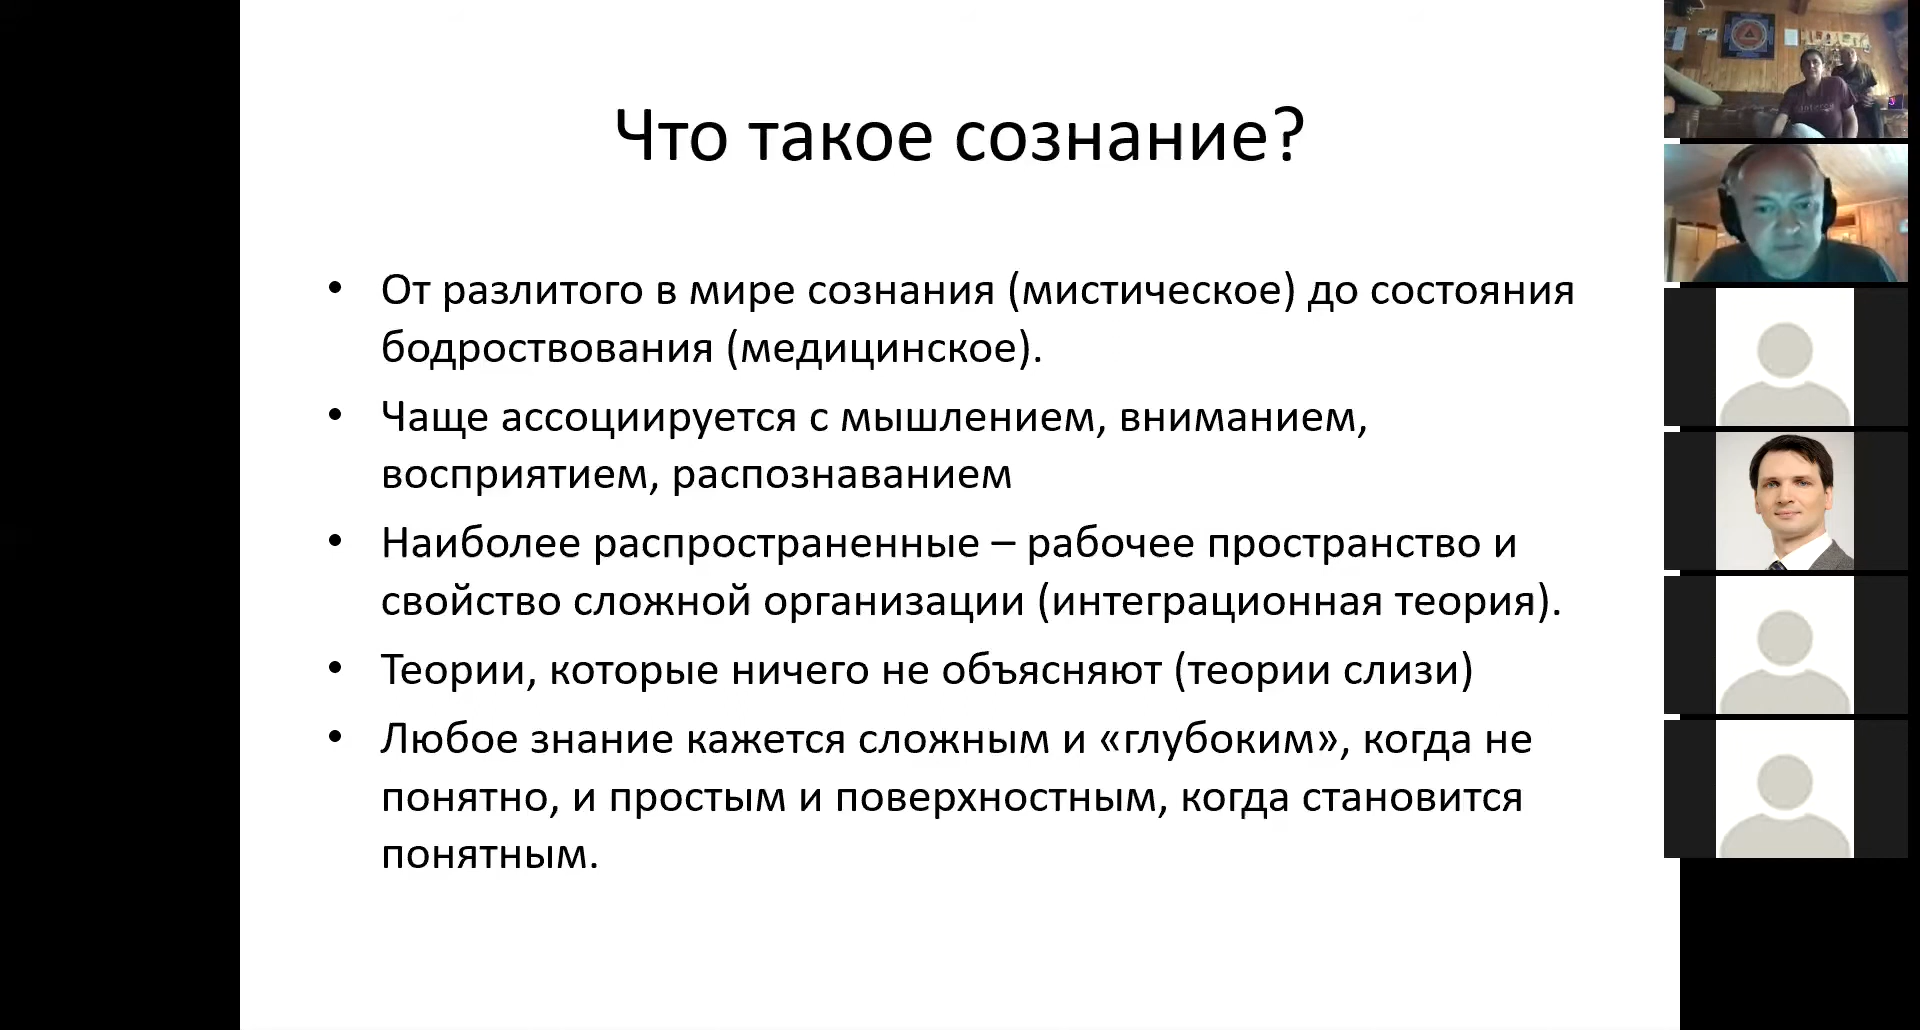 Что такое сознание?
• От разлитого в мире сознания (мистическое) до состояния
бодроствования (медицинское).
• Чаще ассоциируется с мышлением, вниманием,
восприятием, распознаванием
• Наиболее распространенные – рабочее пространство и
свойство сложной организации (интеграционная теория).
• Теории, которые ничего не объясняют (теории слизи)
• Любое знание кажется сложным и «глубоким», когда не
понятно, и простым и поверхностным, когда становится
понятным.